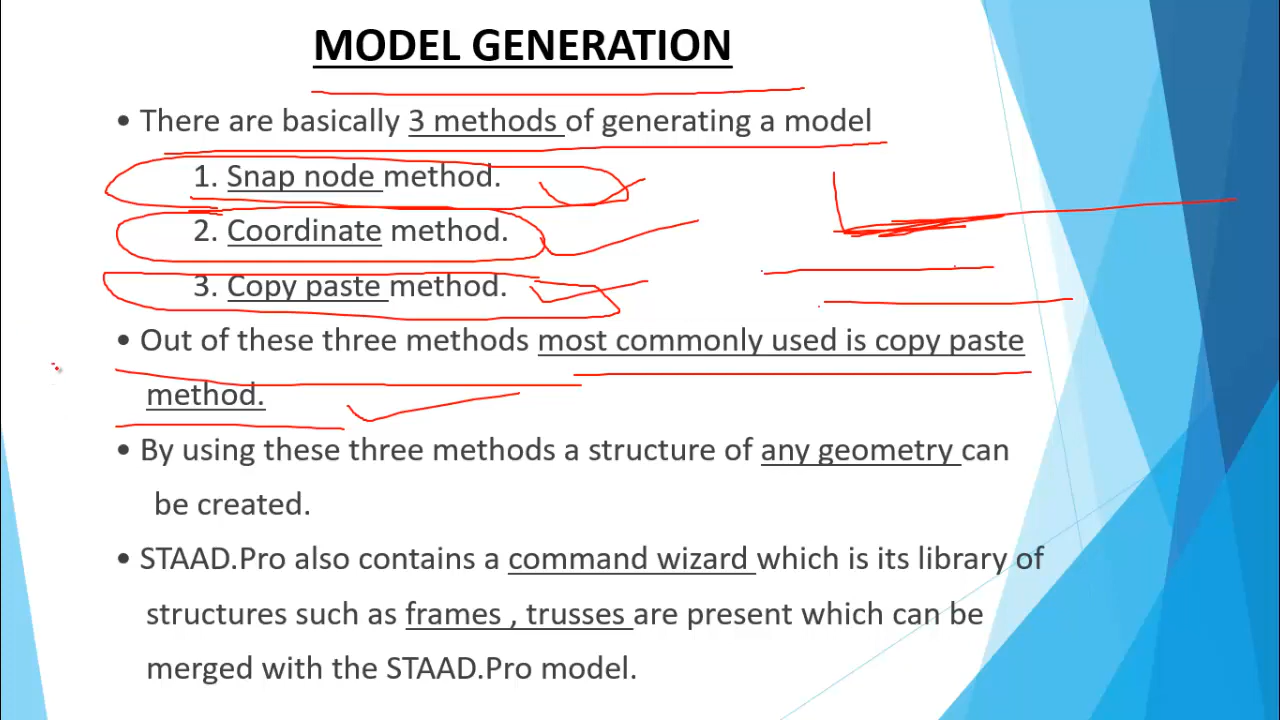 MODEL GENERATION
• There are basically 3 methods of generating a model
1. Snap node method.
2. Coordinate method.
3. Copy paste method.
• Out of these three methods most commonly used is copy paste
method.
• By using these three methods a structure of any geometry can
be created.
• STAAD.Pro also contains a command wizard which is its library of
structures such as frames , trusses are present which can be
merged with the STAAD.Pro model.